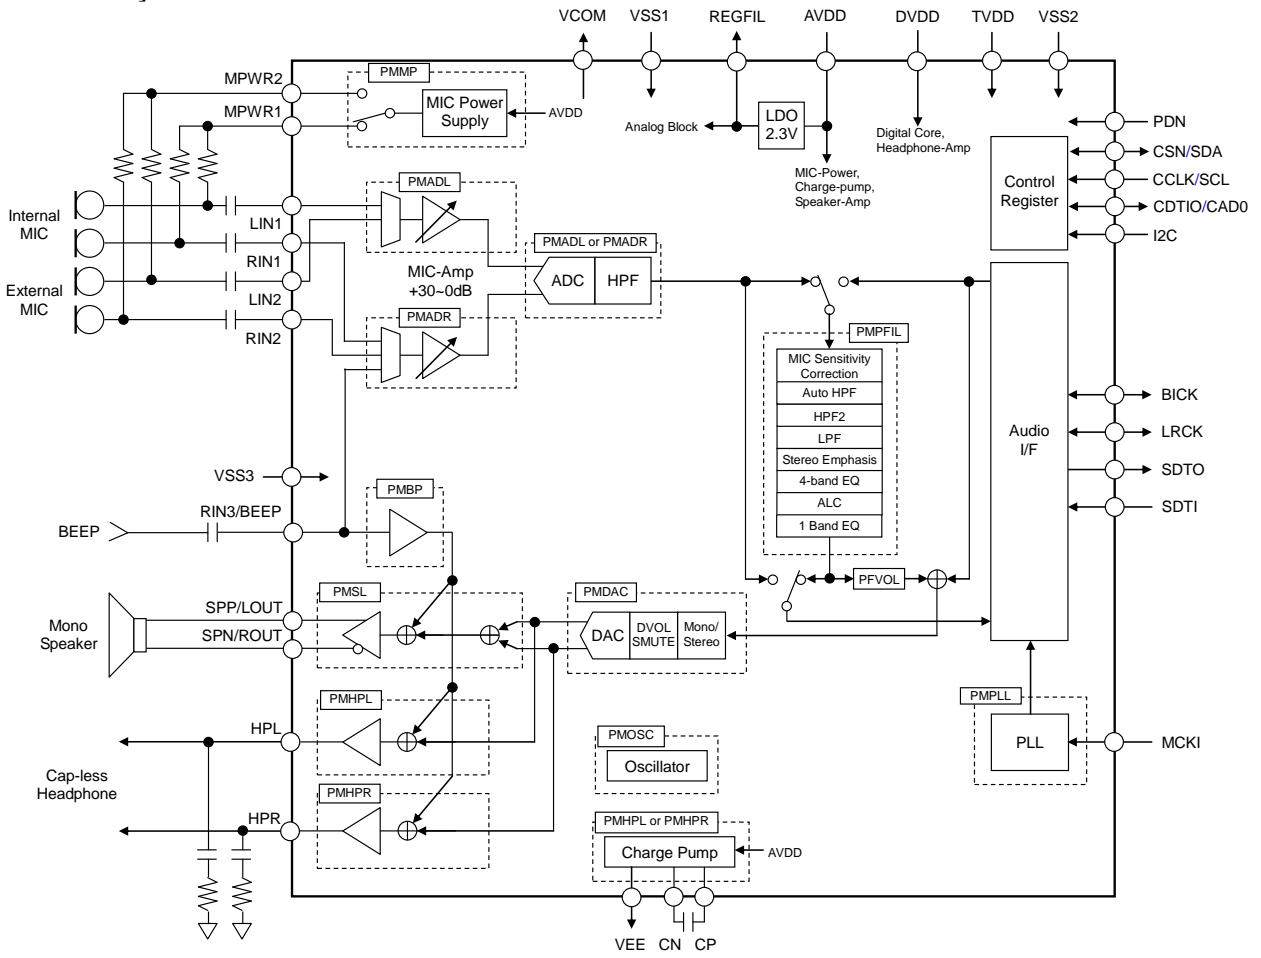 VCOM VSS1 REGFIL AVDD DVDD TVDD VSS2
MPWR2
MPWR1
PMMP
MIC Power
Supply
AVDD
Analog Block
LDO
2.3V
MIC-Power,
Charge-pump,
Speaker-Amp
Digital Core,
Headphone-Amp
PDN
CSN/SDA
CCLK/SCL
CDTIO/CAD0
I2C
Control
Register
Internal
MIC
External
MIC
LIN1
RIN1
LIN2
RIN2
PMADL
MIC-Amp
+30~0dB
PMADR
PMADL or PMADR
ADC
HPF
PMPFIL
MIC Sensitivity
Correction
Auto HPF
HPF2
LPF
Stereo Emphasis
4-band EQ
ALC
1 Band EQ
PFVOL
Audio
I/F
BICK
LRCK
SDTO
SDTI
VSS3
RIN3/BEEP
BEEP
PMBP
Mono
Speaker
SPP/LOUT
SPN/ROUT
PMSL
PMDAC
DAC
DVOL
SMUTE
Mono/
Stereo
HPL
PMHPL
Cap-less
Headphone
HPR
PMHPR
PMOSC
Oscillator
PMPLL
PLL
MCKI
PMHPL or PMHPR
Charge Pump
AVDD
VEE CN CP